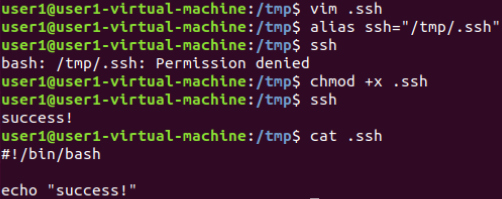 user1@user1-virtual-machine:/tmp$ vim .ssh
user1@user1-virtual-machine:/tmp$ alias ssh="/tmp/.ssh"
user1@user1-virtual-machine:/tmp$ ssh
bash: /tmp/.ssh: Permission denied
user1@user1-virtual-machine:/tmp$ chmod +x .ssh
user1@user1-virtual-machine:/tmp$ ssh
success!
user1@user1-virtual-machine:/tmp$ cat .ssh
#!/bin/bash
echo "success!"